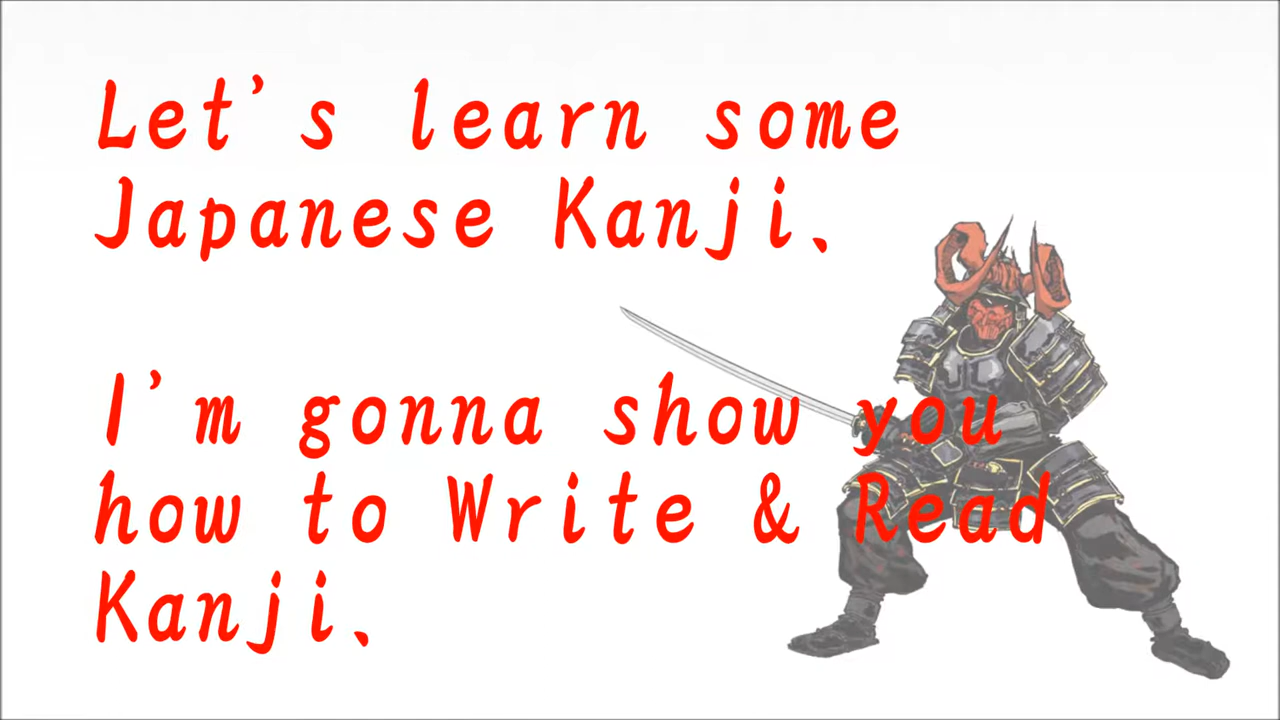 Let's learn some
Japanese Kanji、
I'm gonna show you
how to Write & Read
Kanji、